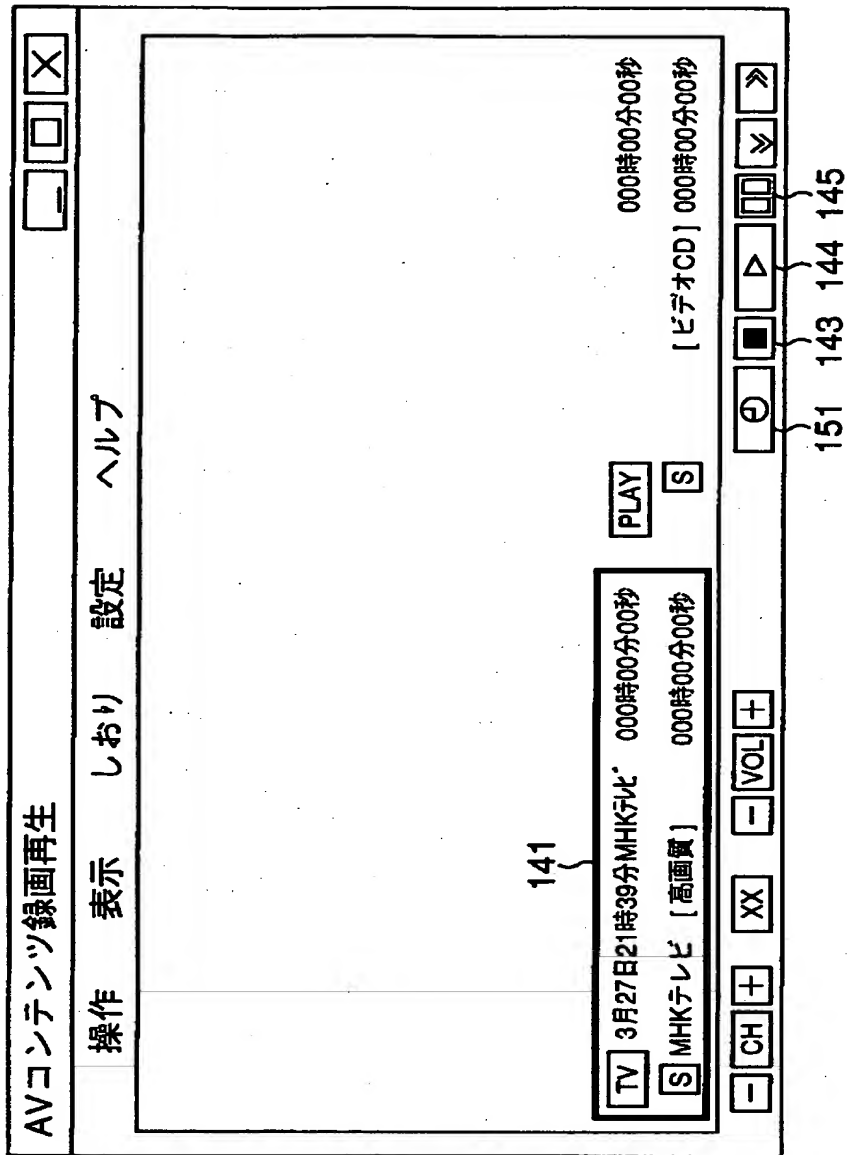 AVコンテンツ録画再生
操作 表示 しおり 設定 ヘルプ
141
TV 3月27日21時39分MHKテレビ 000時00分00秒
S MHKテレビ [高画質] 000時00分00秒
PLAY 000時00分00秒
S [ビデオCD] 000時00分00秒
− CH + XX − VOL +
151 143 144 145